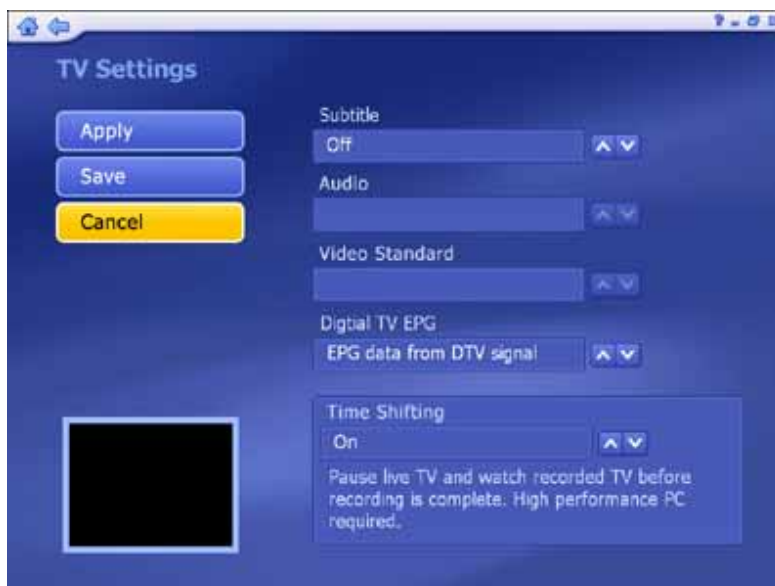 TV Settings
Apply
Save
Cancel
Subtitle
Off
Audio
Video Standard
Digtial TV EPG
EPG data from DTV signal
Time Shifting
On
Pause live TV and watch recorded TV before
recording is complete. High performance PC
required.